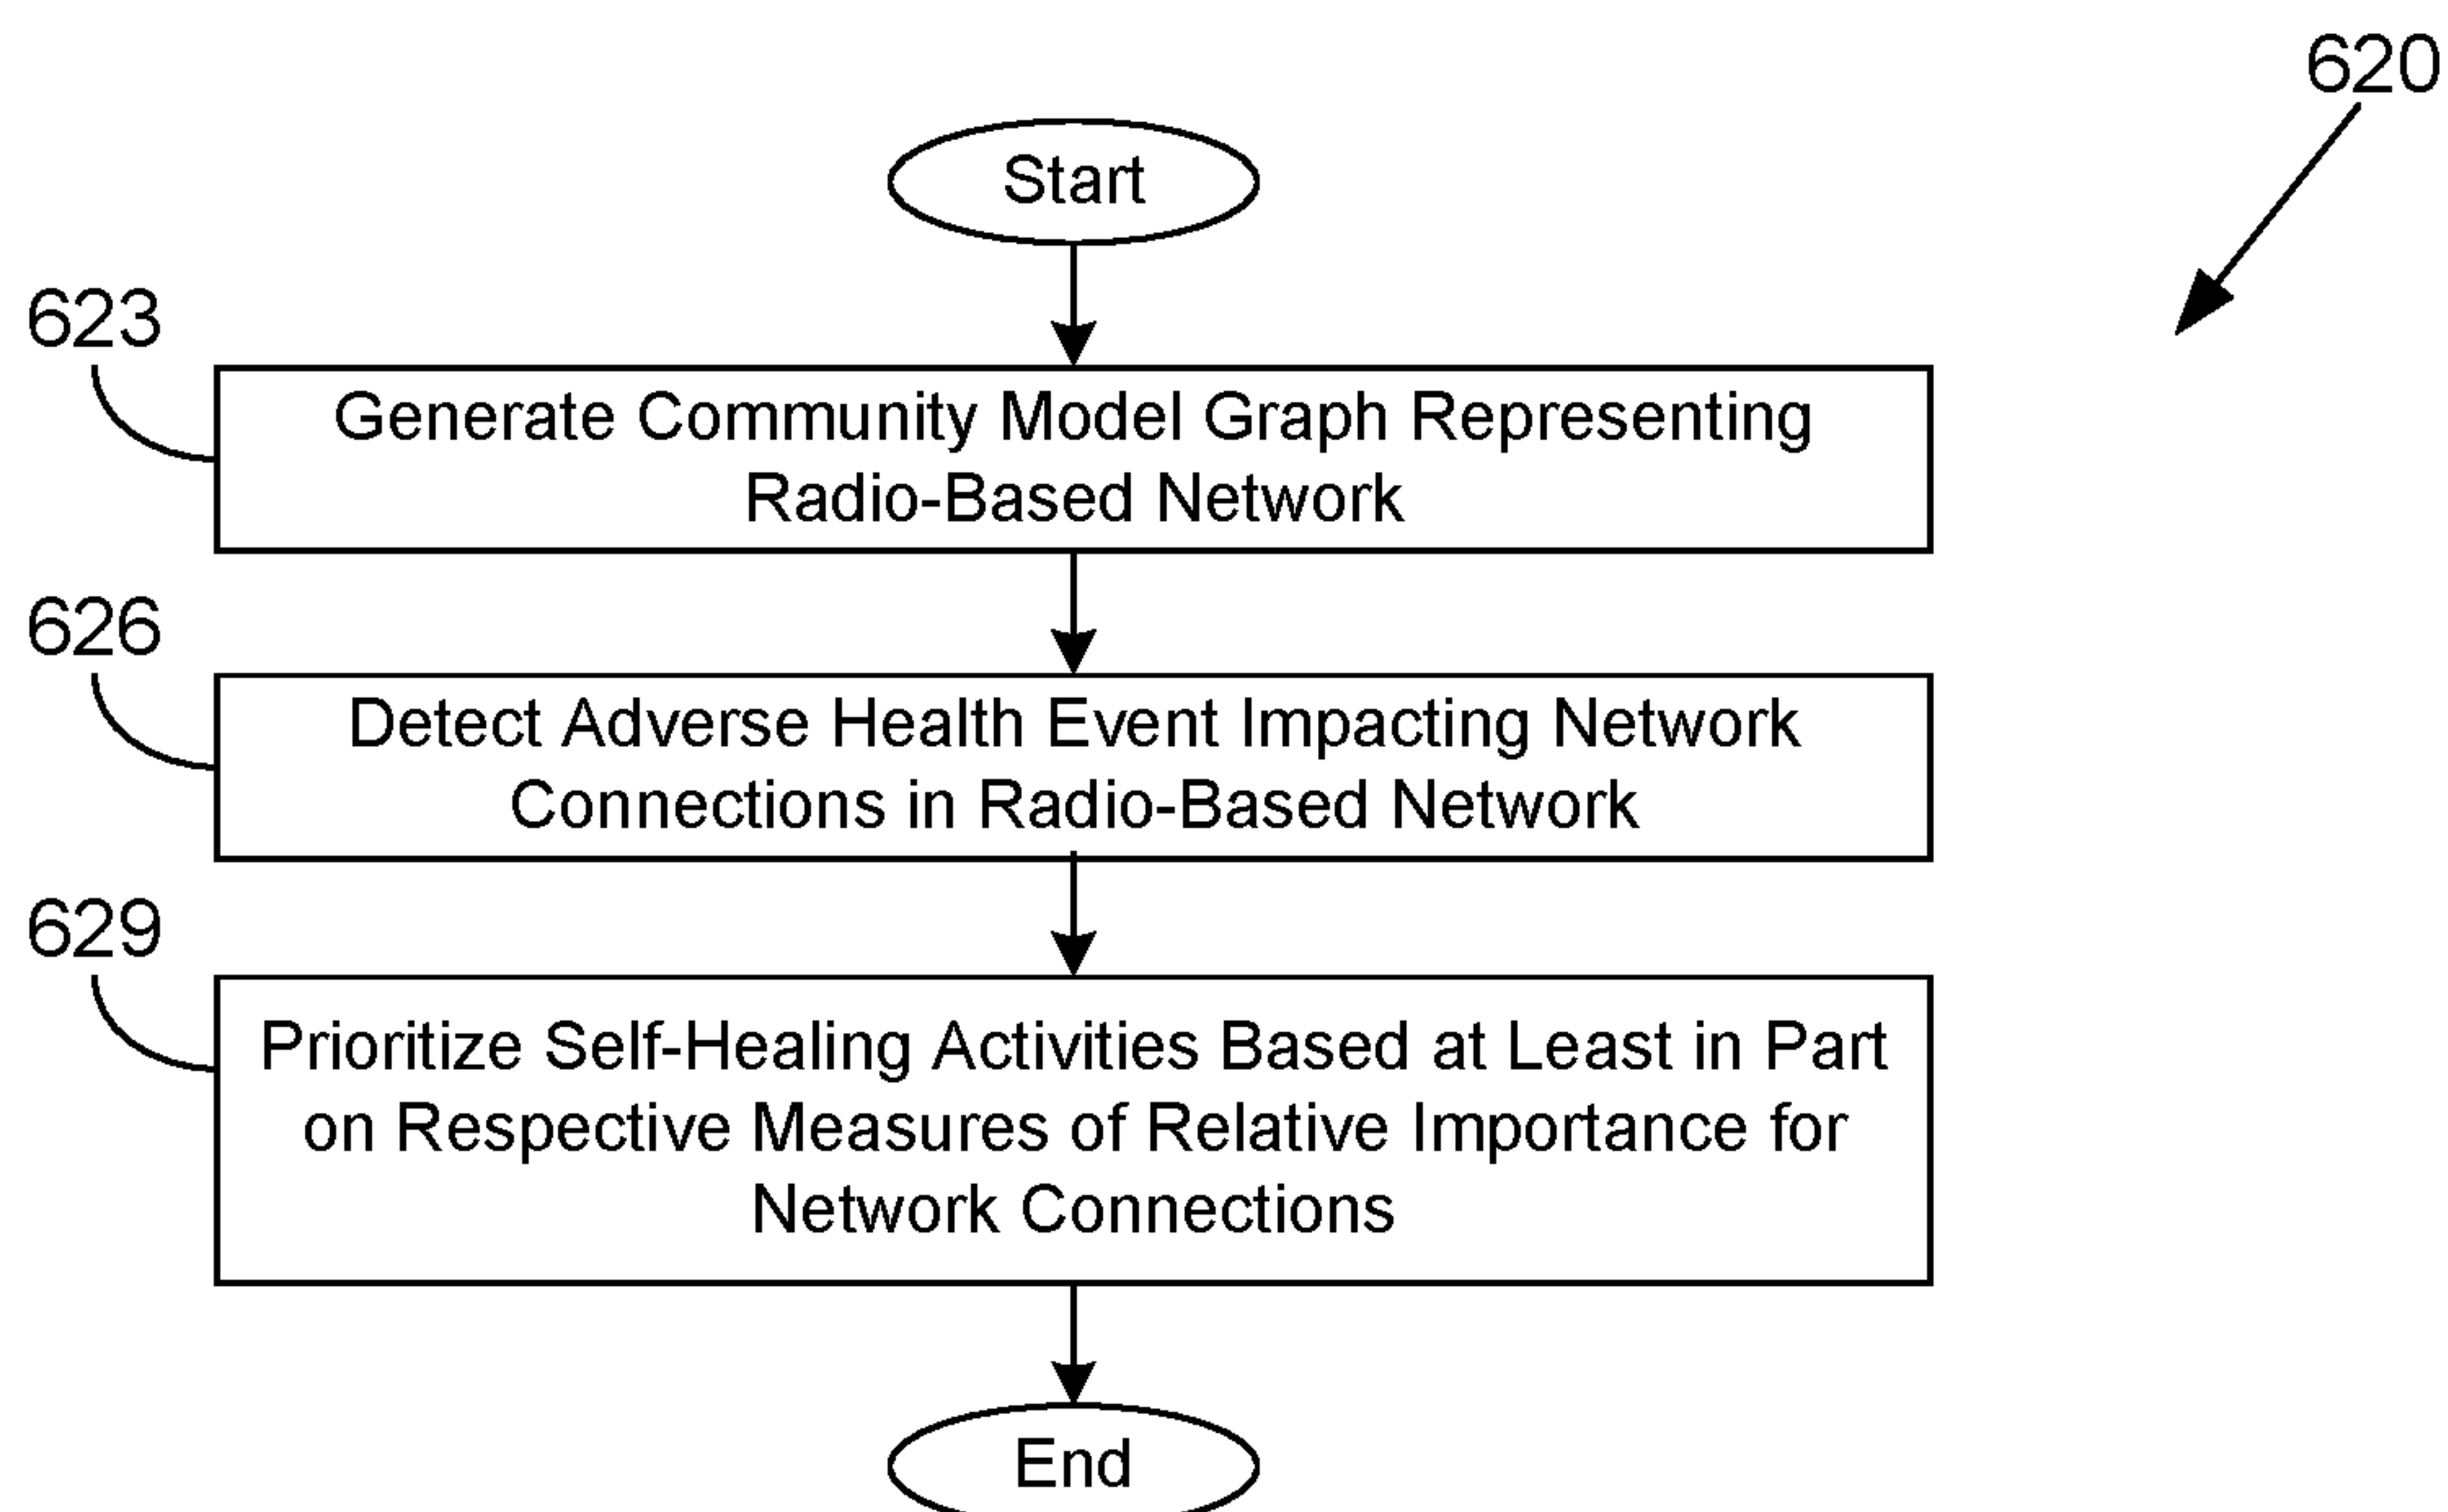 620
Start
623
Generate Community Model Graph Representing
Radio-Based Network
626
Detect Adverse Health Event Impacting Network
Connections in Radio-Based Network
629
Prioritize Self-Healing Activities Based at Least in Part
on Respective Measures of Relative Importance for
Network Connections
End